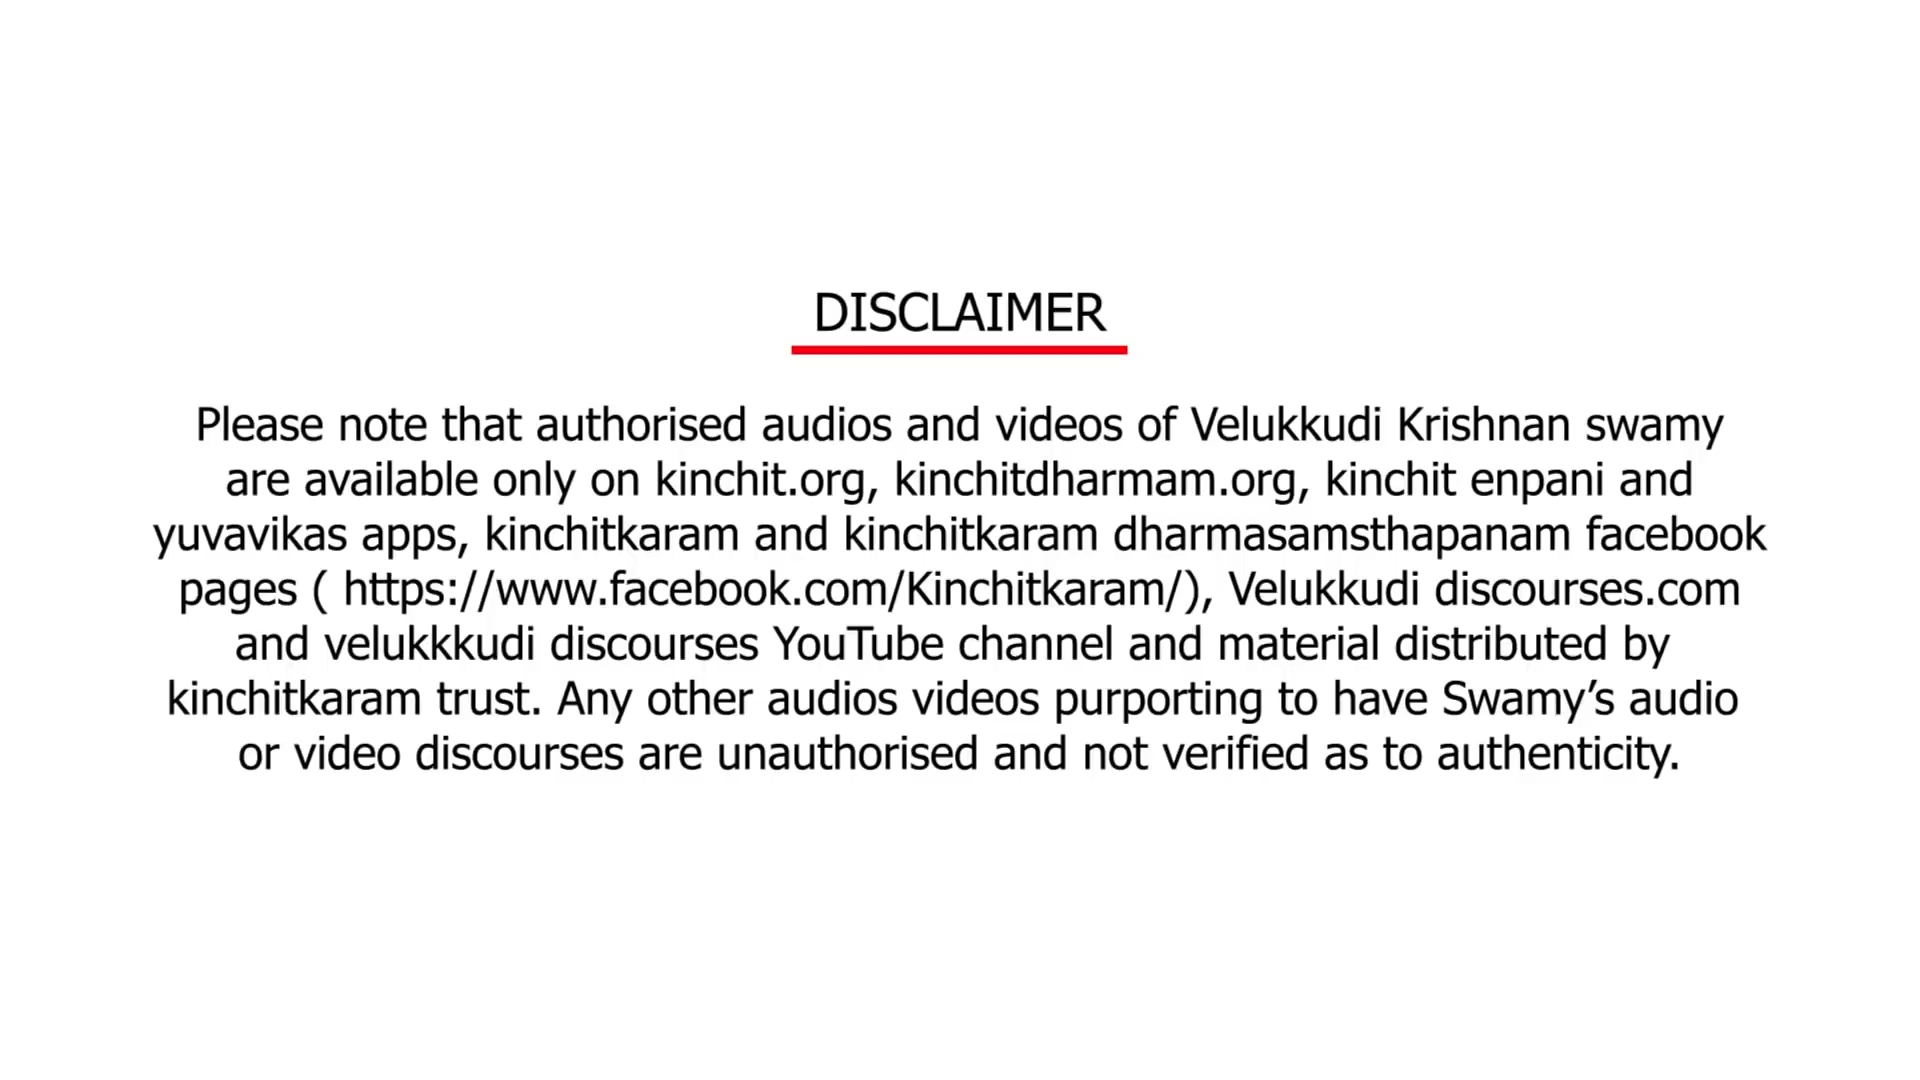 DISCLAIMER
Please note that authorised audios and videos of Velukkudi Krishnan swamy
are available only on kinchit.org, kinchitdharmam.org, kinchit enpani and
yuvavikas apps, kinchitkaram and kinchitkaram dharmasamsthapanam facebook
pages ( https://www.facebook.com/Kinchitkaram/), Velukkudi discourses.com
and velukkkudi discourses YouTube channel and material distributed by
kinchitkaram trust. Any other audios videos purporting to have Swamy’s audio
or video discourses are unauthorised and not verified as to authenticity.